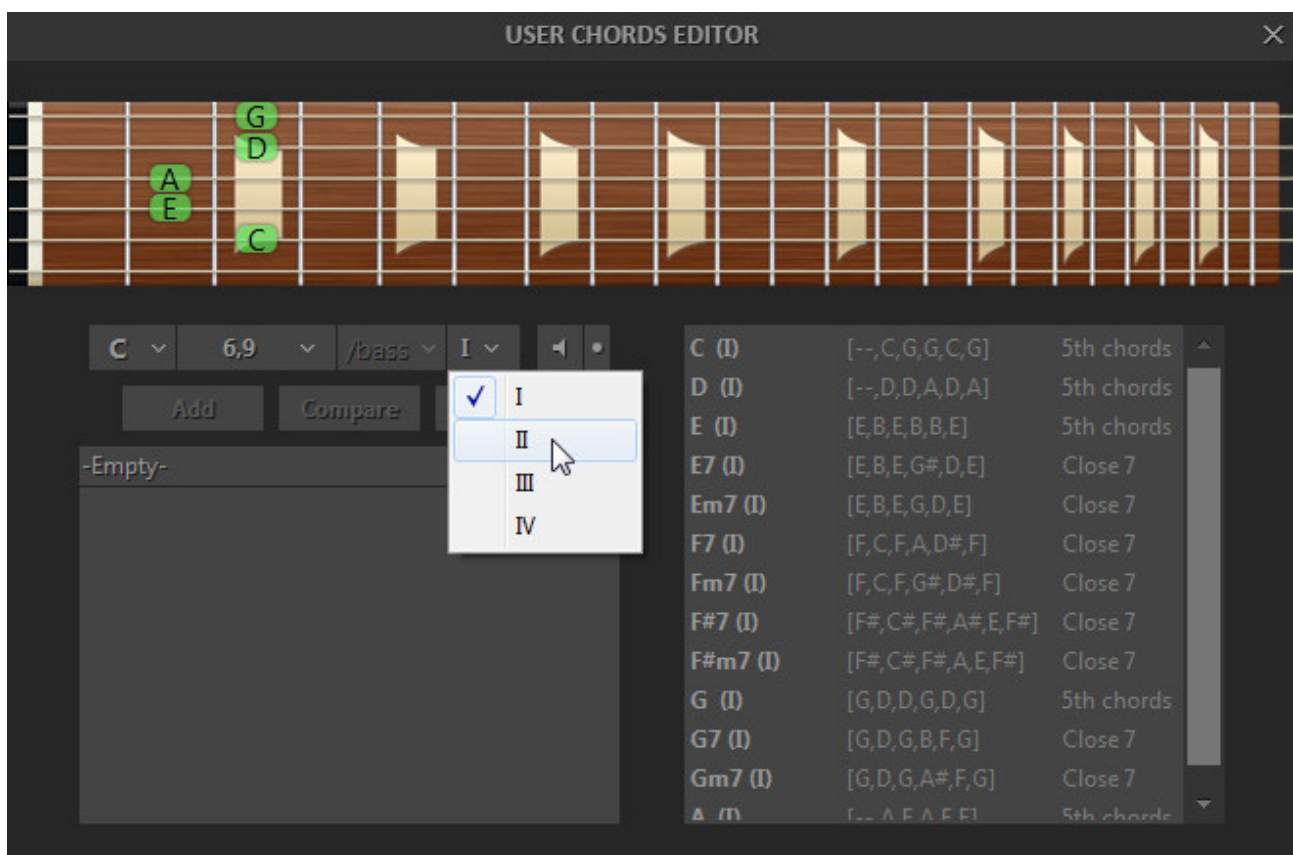 USER CHORDS EDITOR
G
D
A
E
C
C 6,9 /bass I
Add Compare
I
II
III
IV
-Empty-
C (I) [--,C,G,G,C,G] 5th chords
D (I) [--,D,D,A,D,A] 5th chords
E (I) [E,B,E,B,B,E] 5th chords
E7 (I) [E,B,E,G#,D,E] Close 7
Em7 (I) [E,B,E,G,D,E] Close 7
F7 (I) [F,C,F,A,D#,F] Close 7
Fm7 (I) [F,C,F,G#,D#,F] Close 7
F#7 (I) [F#,C#,F#,A#,E,F#] Close 7
F#m7 (I) [F#,C#,F#,A,E,F#] Close 7
G (I) [G,D,D,G,D,G] 5th chords
G7 (I) [G,D,G,B,F,G] Close 7
Gm7 (I) [G,D,G,A#,F,G] Close 7
A (I) [--,A,E,A,E,E] 5th chords